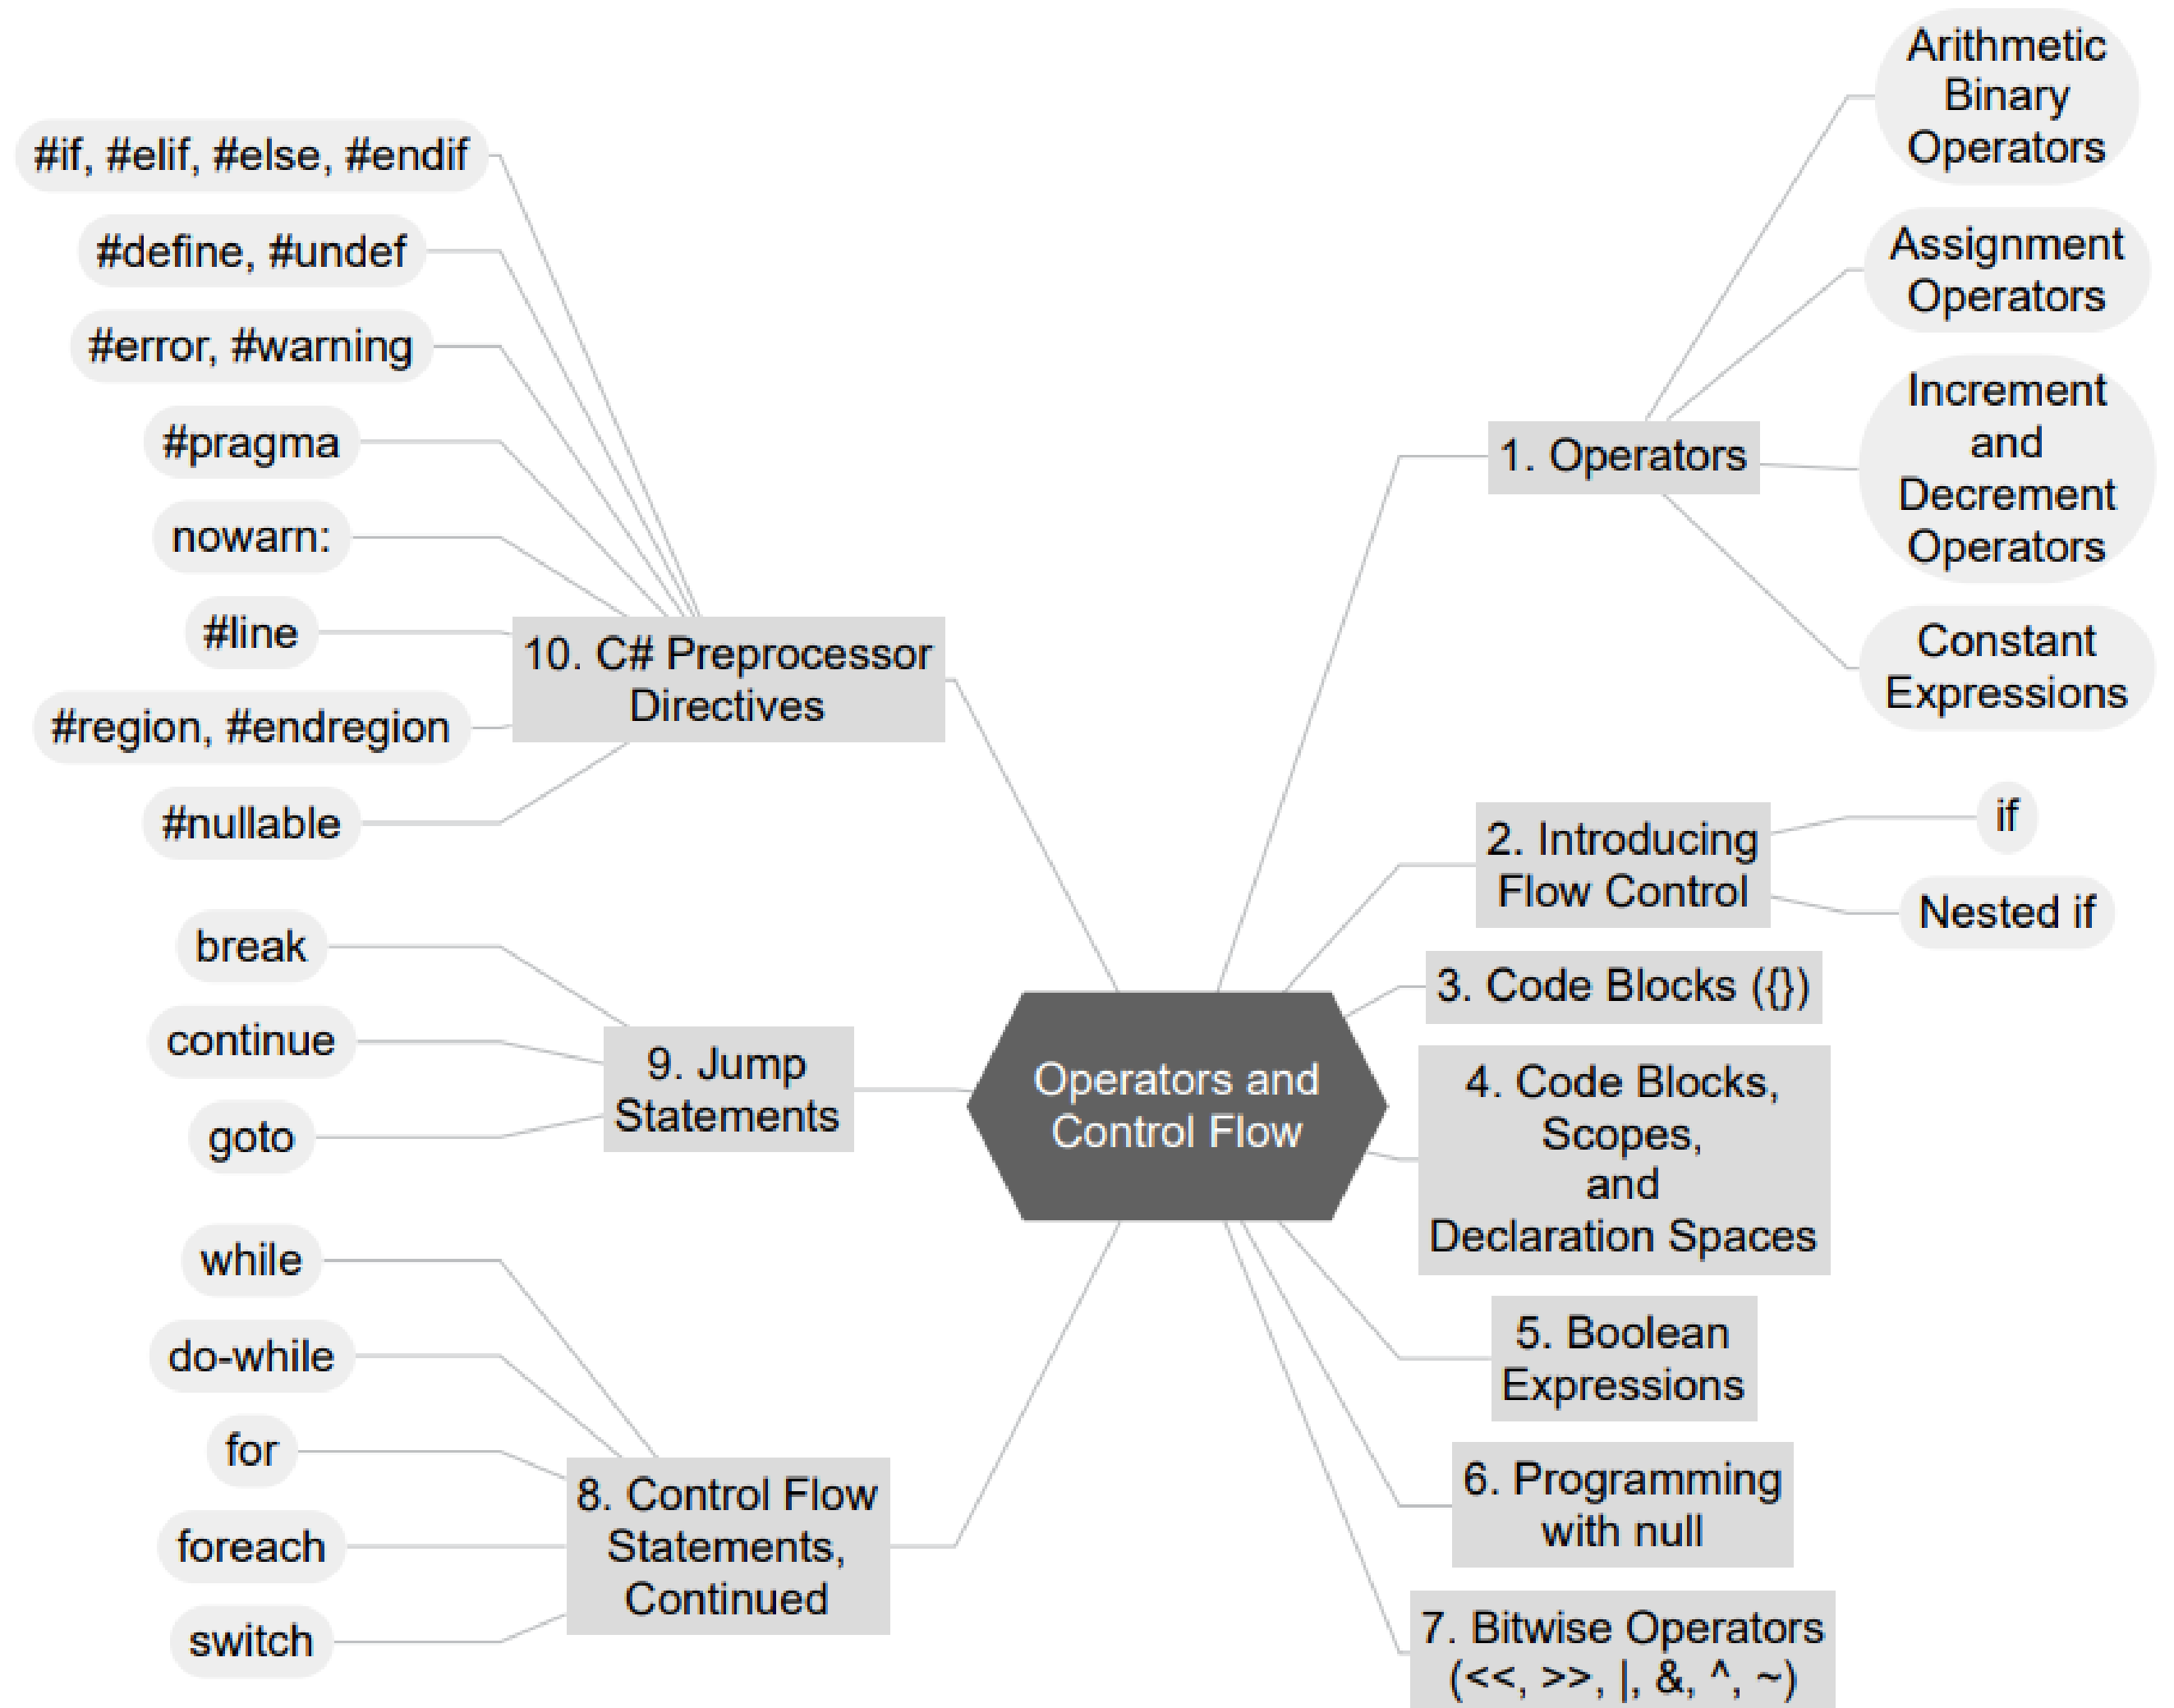 Operators and
Control Flow
1. Operators
Arithmetic
Binary
Operators
Assignment
Operators
Increment
and
Decrement
Operators
Constant
Expressions
2. Introducing
Flow Control
if
Nested if
3. Code Blocks ({})
4. Code Blocks,
Scopes,
and
Declaration Spaces
5. Boolean
Expressions
6. Programming
with null
7. Bitwise Operators
(<<, >>, |, &, ^, ~)
8. Control Flow
Statements,
Continued
while
do-while
for
foreach
switch
9. Jump
Statements
break
continue
goto
10. C# Preprocessor
Directives
#if, #elif, #else, #endif
#define, #undef
#error, #warning
#pragma
nowarn:
#line
#region, #endregion
#nullable